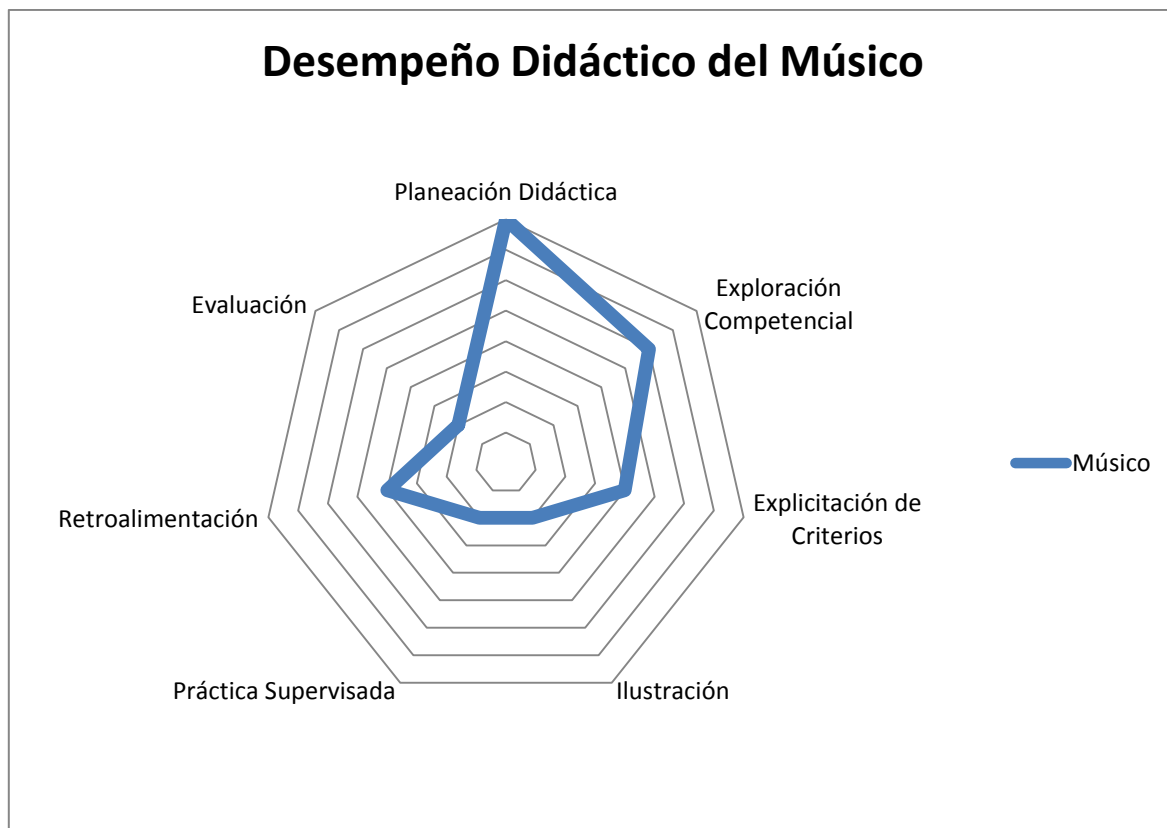 Desempeño Didáctico del Músico
Planeación Didáctica
Exploración
Competencial
Explicitación de
Criterios
Ilustración
Práctica Supervisada
Retroalimentación
Evaluación
Músico